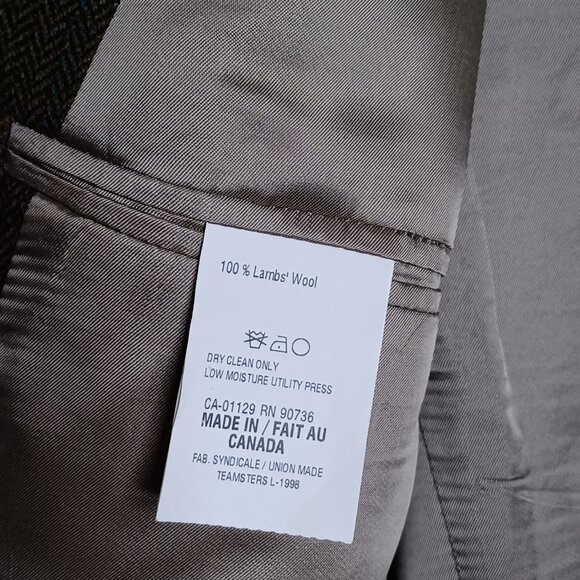 100 % Lambs' Wool
DRY CLEAN ONLY
LOW MOISTURE UTILITY PRESS
CA-01129 RN 90736
MADE IN / FAIT AU
CANADA
FAB. SYNDICALE / UNION MADE
TEAMSTERS L-1998